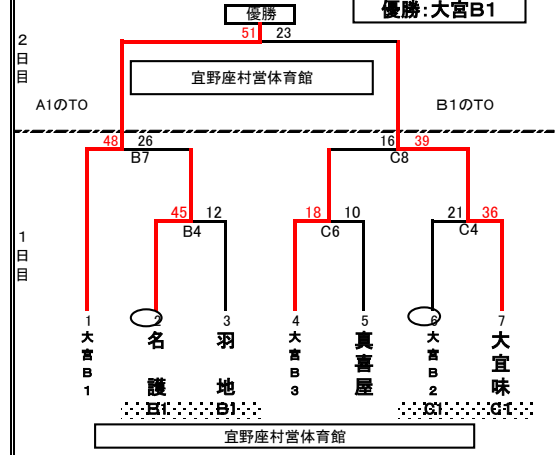 優勝:大宮B1
優勝
51 23
2日目
宜野座村営体育館
A1のTO B1のTO
48 26 16 39
B7 C8
45 12 18 10 21 36
B4 C6 C4
1日目
1 2 3 4 5 6 7
大宮B1
名護
羽地
大宮B3
真喜屋
大宮B2
大宜味
B1 B1 C1 C1
宜野座村営体育館